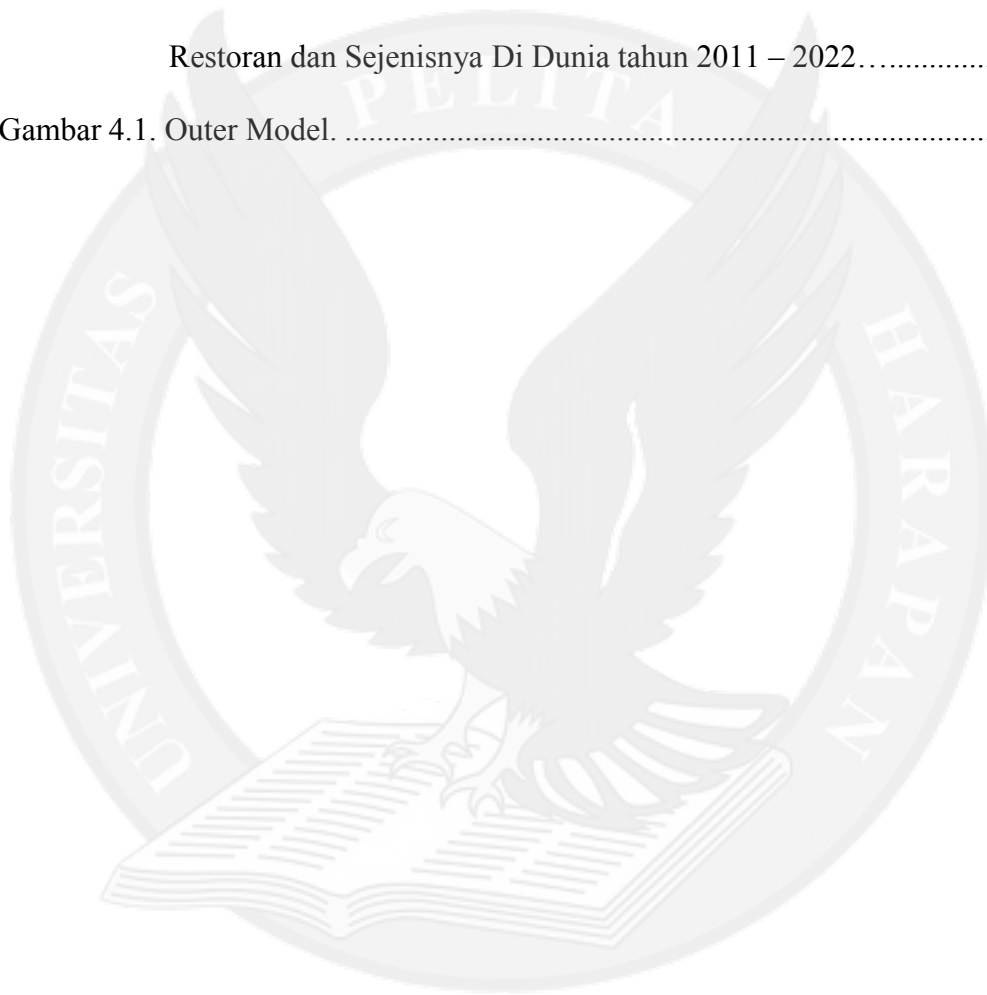 Restoran dan Sejenisnya Di Dunia tahun 2011 – 2022…............
Gambar 4.1. Outer Model. ....................................................................................
UNIVERSITAS PELITA HARAPAN